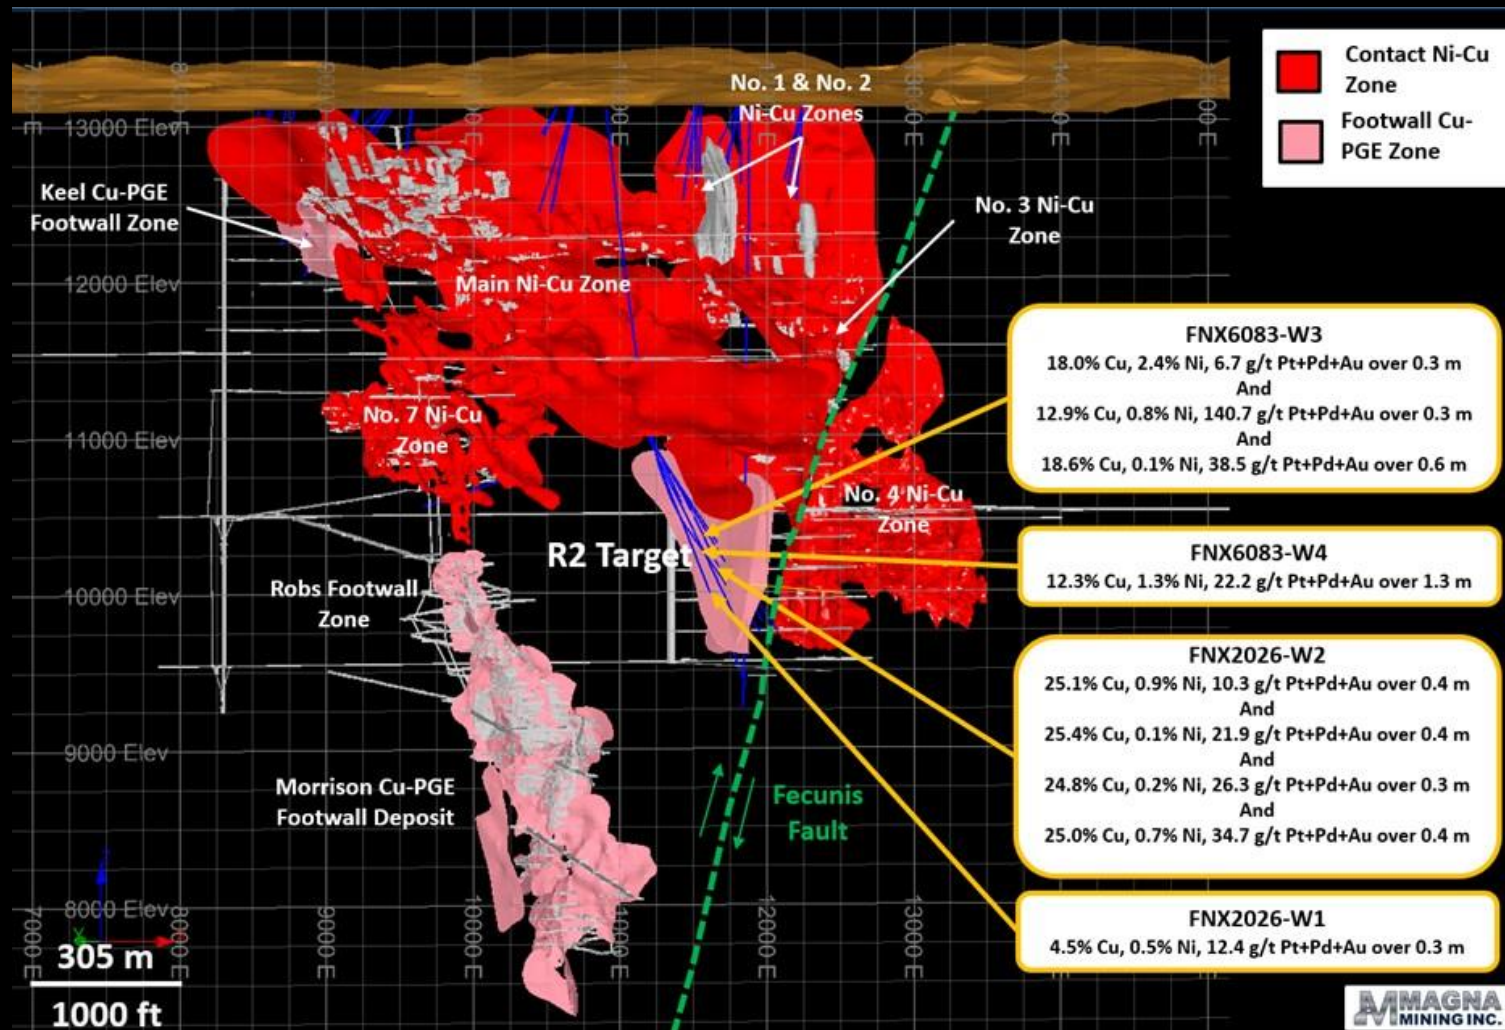 Contact Ni-Cu
Zone
Footwall Cu-
PGE Zone
No. 1 & No. 2
Ni-Cu Zones
13000 Elev
Keel Cu-PGE
Footwall Zone
No. 3 Ni-Cu
Zone
12000 Elev
Main Ni-Cu Zone
No. 7 Ni-Cu
Zone
11000 Elev
No. 4 Ni-Cu
Zone
R2 Target
Robs Footwall
Zone
10000 Elev
9000 Elev
Morrison Cu-PGE
Footwall Deposit
Fecunis
Fault
8000 Elev
7000 E
8000 E
9000 E
10000 E
11000 E
12000 E
13000 E
305 m
1000 ft
FNX6083-W3
18.0% Cu, 2.4% Ni, 6.7 g/t Pt+Pd+Au over 0.3 m
And
12.9% Cu, 0.8% Ni, 140.7 g/t Pt+Pd+Au over 0.3 m
And
18.6% Cu, 0.1% Ni, 38.5 g/t Pt+Pd+Au over 0.6 m
FNX6083-W4
12.3% Cu, 1.3% Ni, 22.2 g/t Pt+Pd+Au over 1.3 m
FNX2026-W2
25.1% Cu, 0.9% Ni, 10.3 g/t Pt+Pd+Au over 0.4 m
And
25.4% Cu, 0.1% Ni, 21.9 g/t Pt+Pd+Au over 0.4 m
And
24.8% Cu, 0.2% Ni, 26.3 g/t Pt+Pd+Au over 0.3 m
And
25.0% Cu, 0.7% Ni, 34.7 g/t Pt+Pd+Au over 0.4 m
FNX2026-W1
4.5% Cu, 0.5% Ni, 12.4 g/t Pt+Pd+Au over 0.3 m
MAGNA
MINING INC.